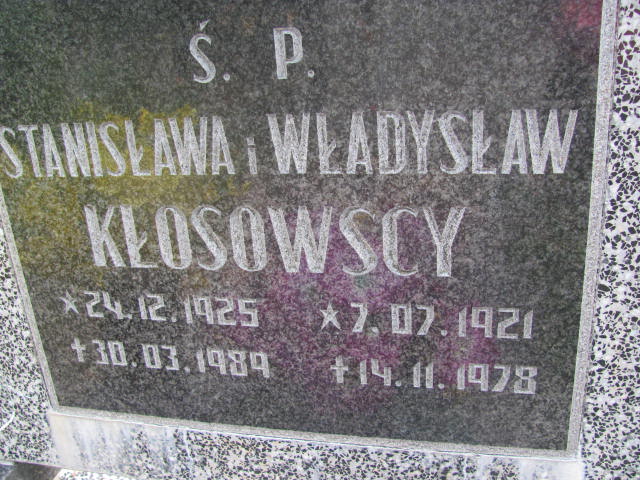 Ś. P.
STANISŁAWA i WŁADYSŁAW
KŁOSOWSCY
★24.12.1925 ★7.07.1921
✝30.03.1989 ✝14.11.1978